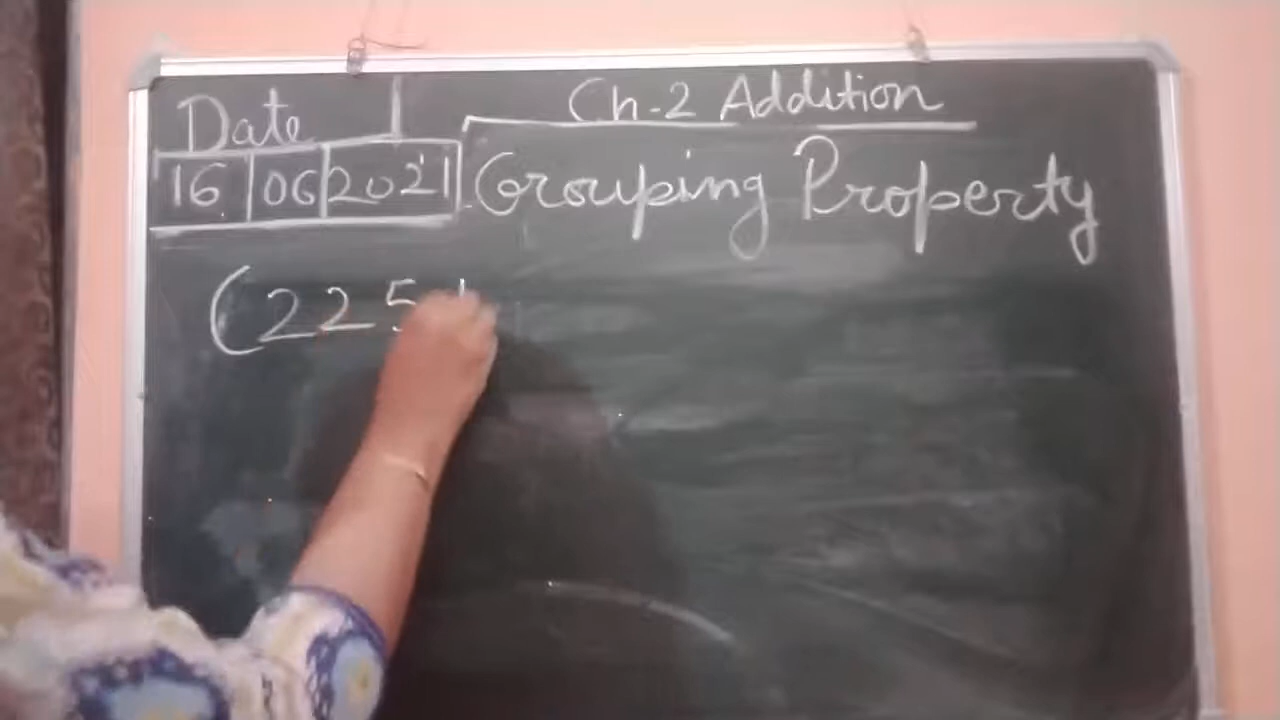 Ch-2 Addition
Date
16 06 2021
Grouping Property
(225